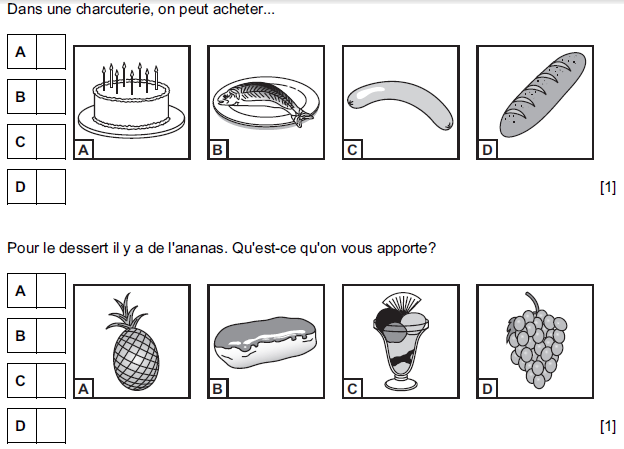 Dans une charcuterie, on peut acheter...
A
B
C
D
A
B
C
D
[1]
Pour le dessert il y a de l'ananas. Qu'est-ce qu'on vous apporte?
A
B
C
D
A
B
C
D
[1]